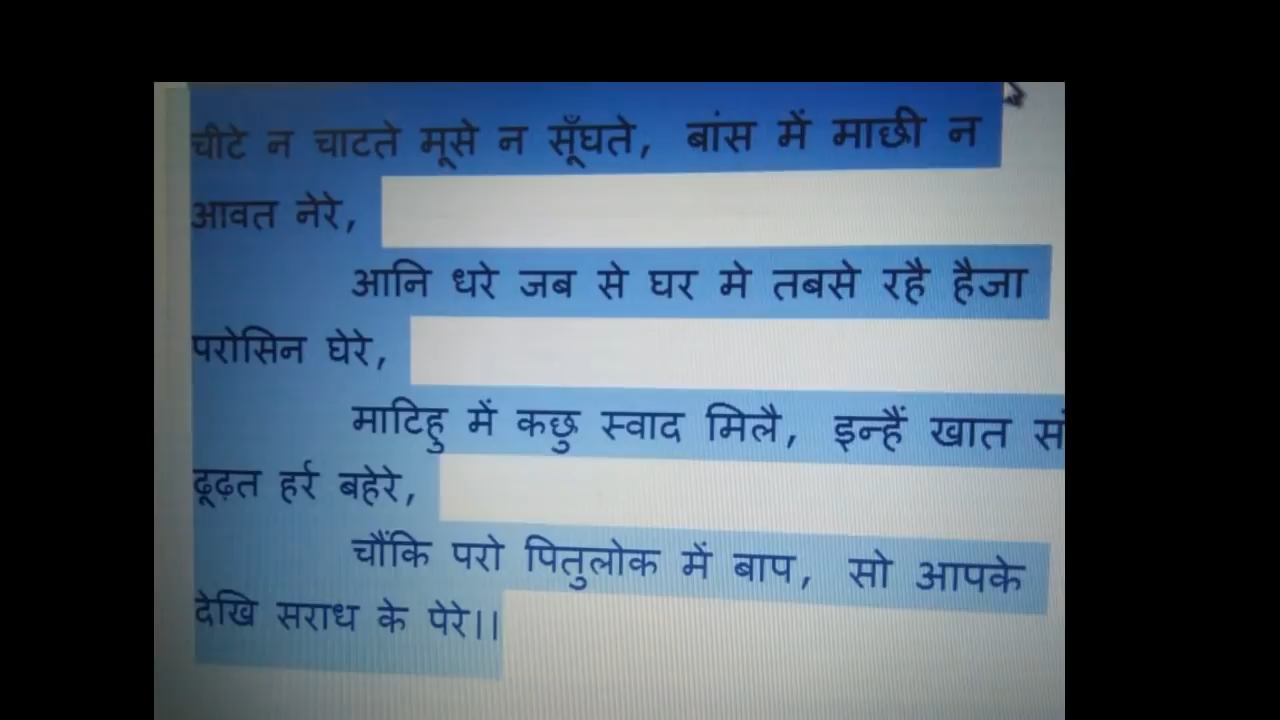 चीटे न चाटते मूसे न सूँघते, बांस में माछी न
आवत नेरे,
आनि धरे जब से घर मे तबसे रहै हैजा
परोसिन घेरे,
माटिहु में कछु स्वाद मिलै, इन्हैं खात
ढूढ़त हर्र बहेरे,
चौंकि परो पितुलोक में बाप, सो आपके
देखि सराध के पेरे।।